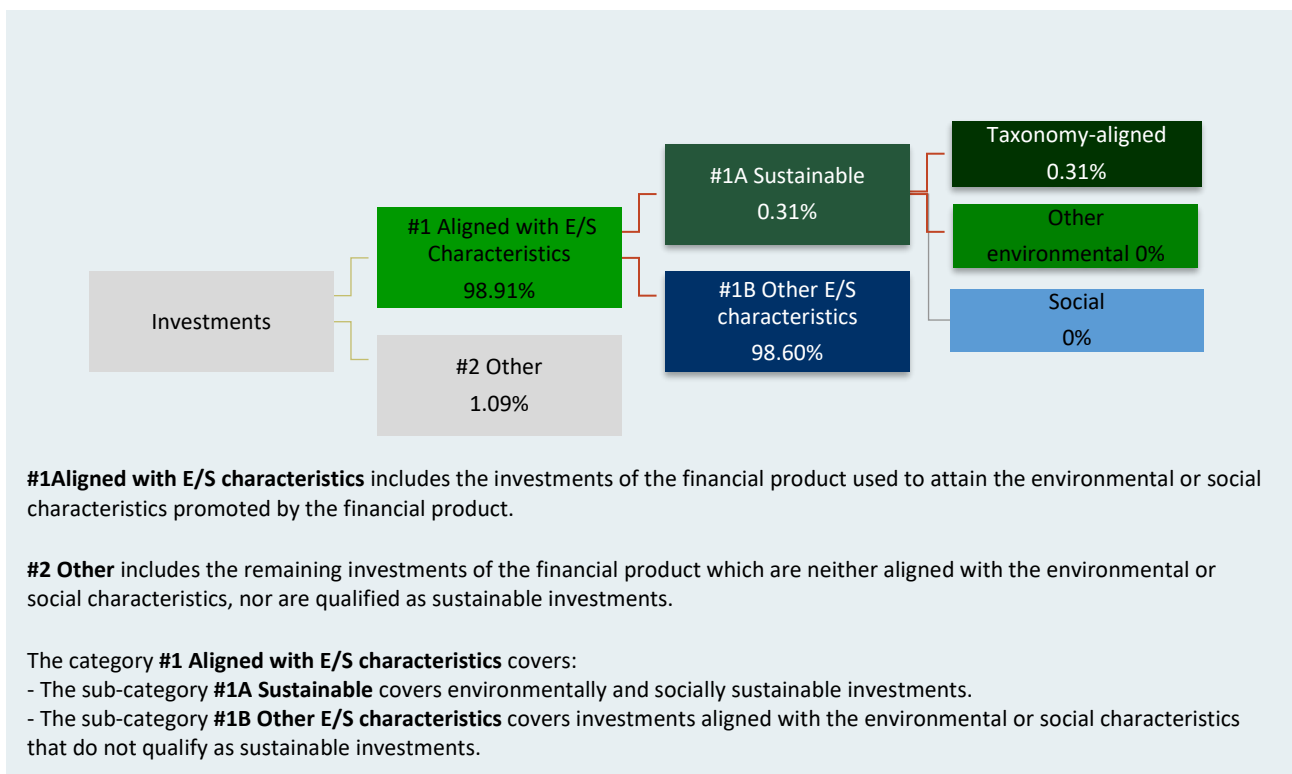 Investments
#1 Aligned with E/S
Characteristics
98.91%
#2 Other
1.09%
#1A Sustainable
0.31%
#1B Other E/S
characteristics
98.60%
Taxonomy-aligned
0.31%
Other
environmental 0%
Social
0%
#1Aligned with E/S characteristics includes the investments of the financial product used to attain the environmental or social
characteristics promoted by the financial product.
#2 Other includes the remaining investments of the financial product which are neither aligned with the environmental or
social characteristics, nor are qualified as sustainable investments.
The category #1 Aligned with E/S characteristics covers:
- The sub-category #1A Sustainable covers environmentally and socially sustainable investments.
- The sub-category #1B Other E/S characteristics covers investments aligned with the environmental or social characteristics
that do not qualify as sustainable investments.